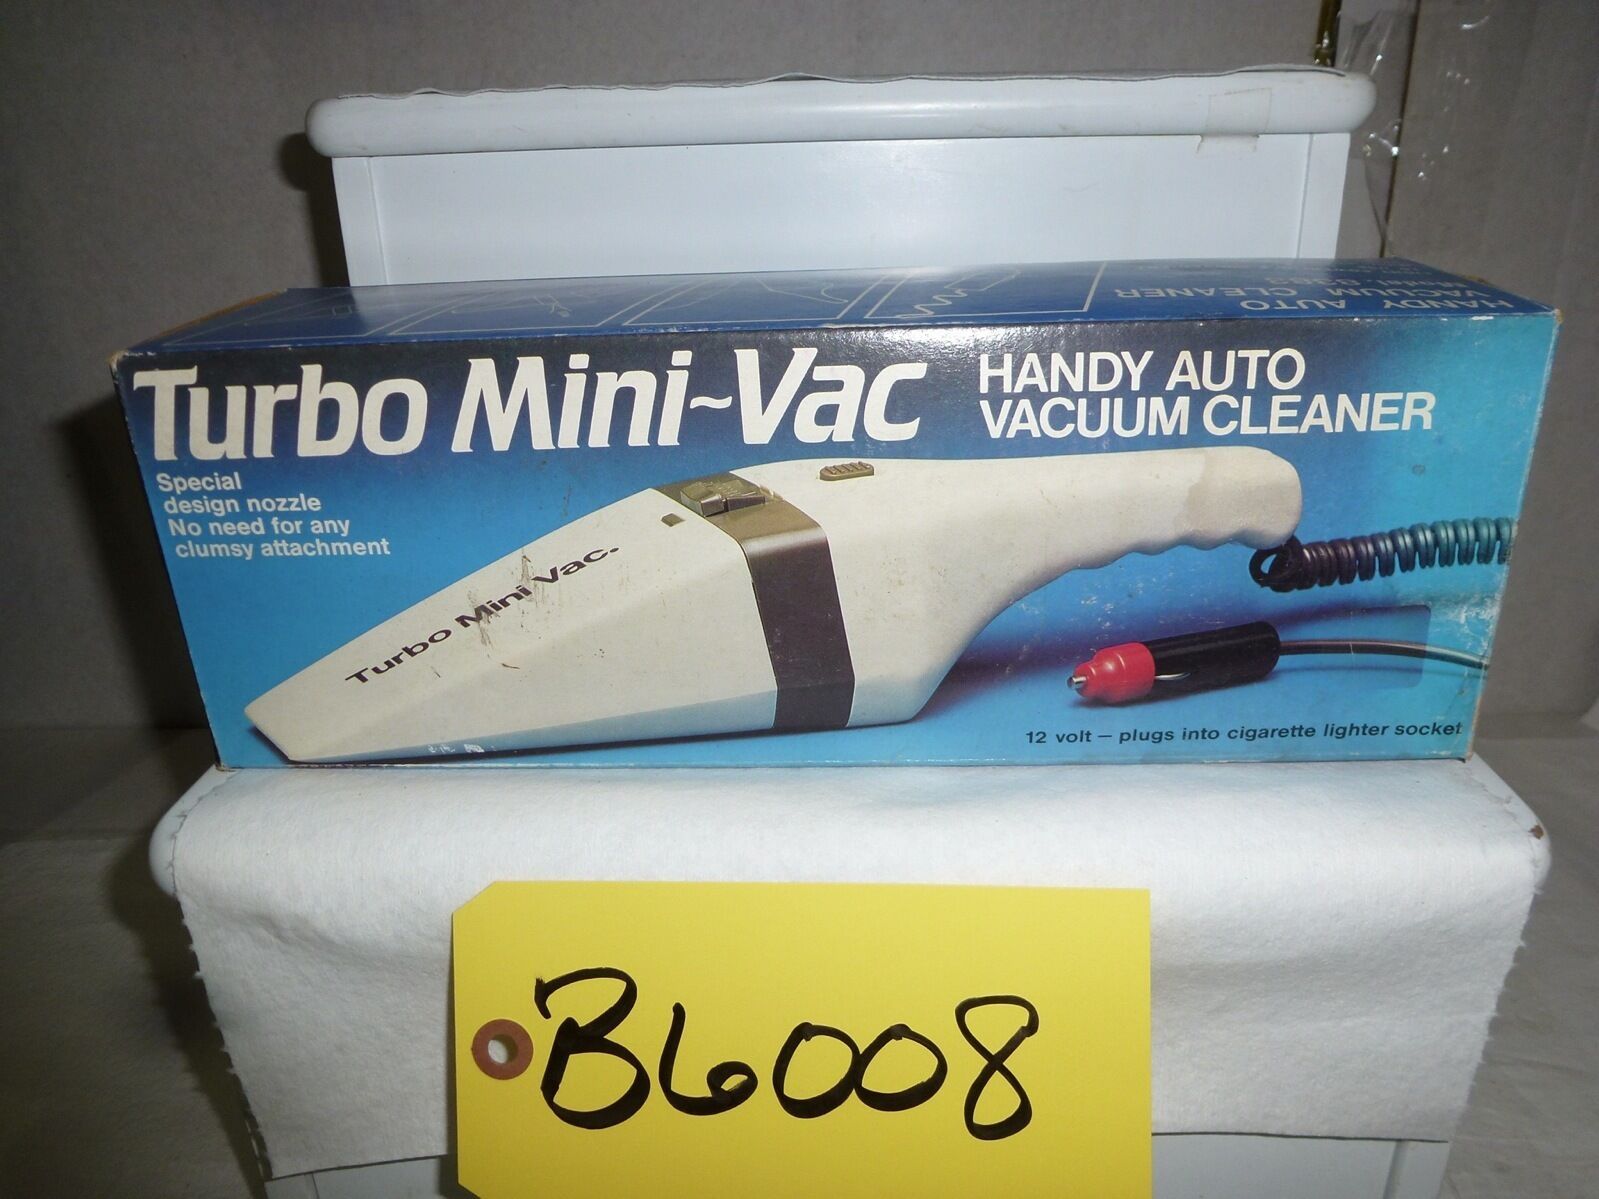 HANDY AUTO
VACUUM CLEANER
Turbo Mini~Vac
HANDY AUTO
VACUUM CLEANER
Special
design nozzle
No need for any
clumsy attachment
Turbo Mini Vac.
12 volt — plugs into cigarette lighter socket
B6008